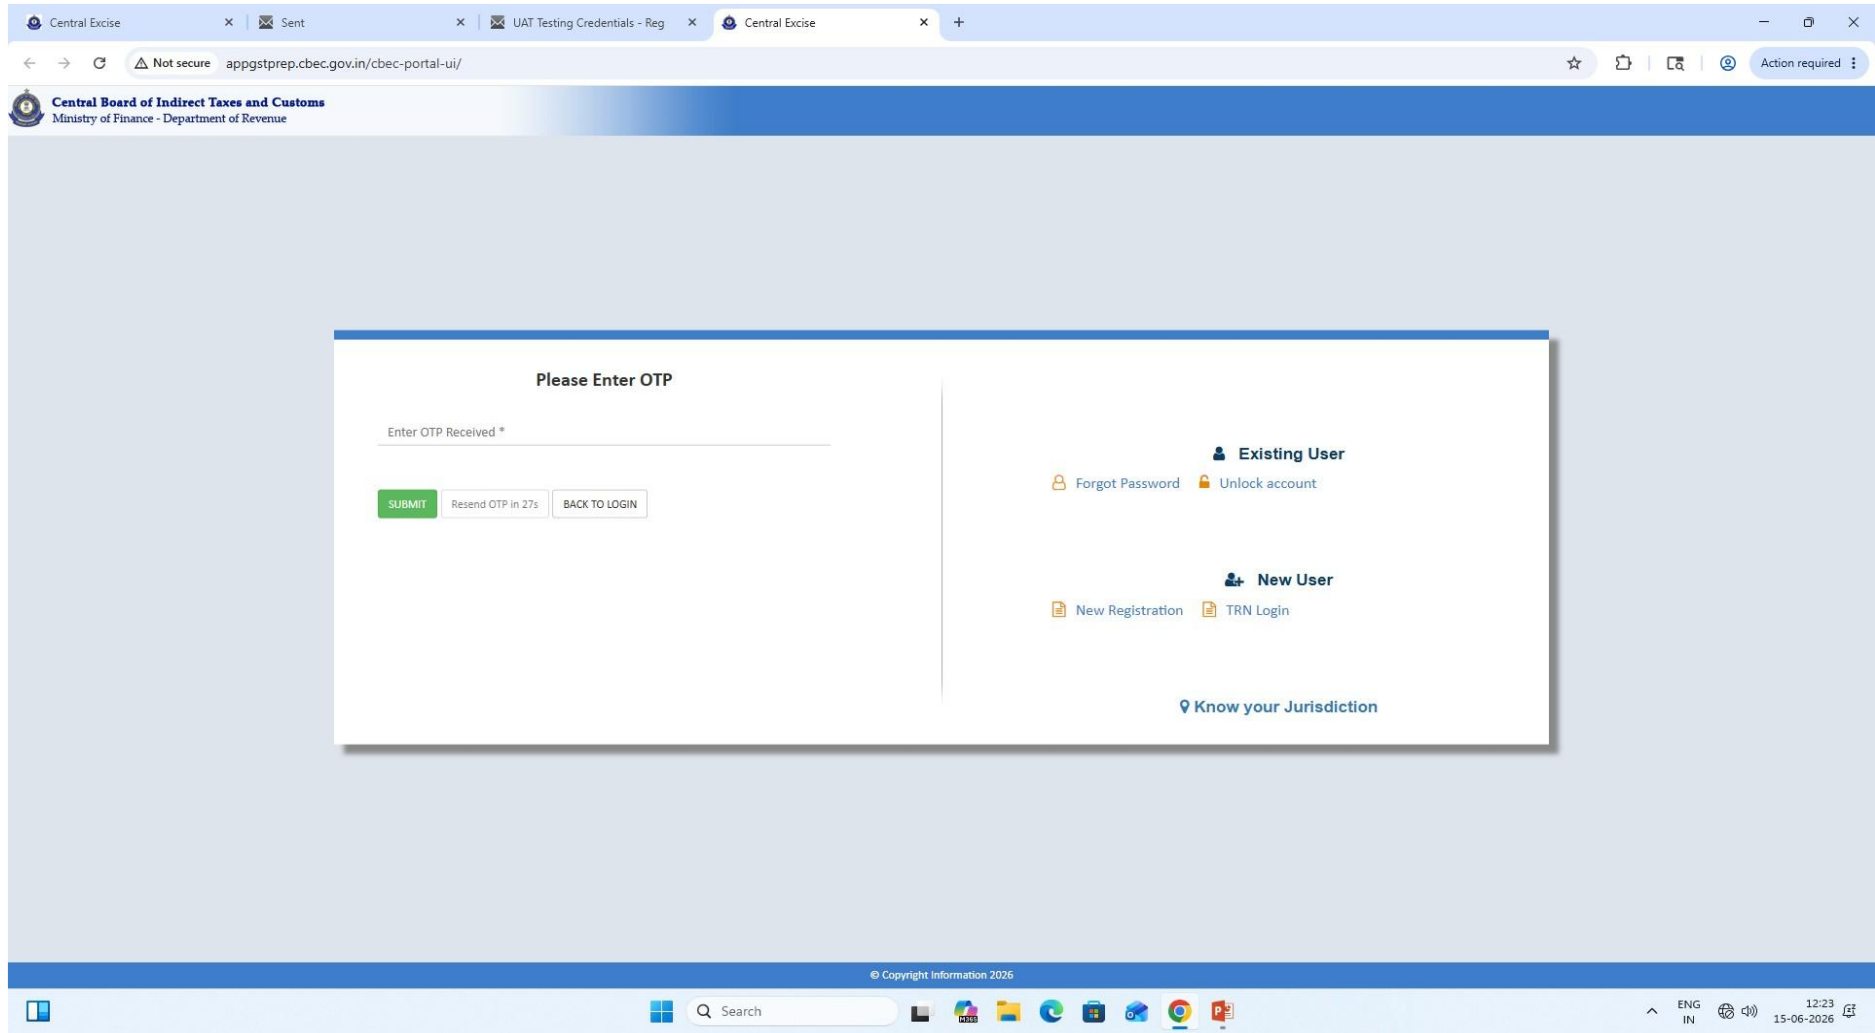 Central Excise
Sent
UAT Testing Credentials - Reg
Central Excise
Not secure appgstprep.cbec.gov.in/cbec-portal-ui/
Action required
Central Board of Indirect Taxes and Customs
Ministry of Finance - Department of Revenue
Please Enter OTP
Enter OTP Received *
SUBMIT
Resend OTP in 27s
BACK TO LOGIN
Existing User
Forgot Password
Unlock account
New User
New Registration
TRN Login
Know your Jurisdiction
© Copyright Information 2026
Search
M365
ENG
IN
12:23
15-06-2026